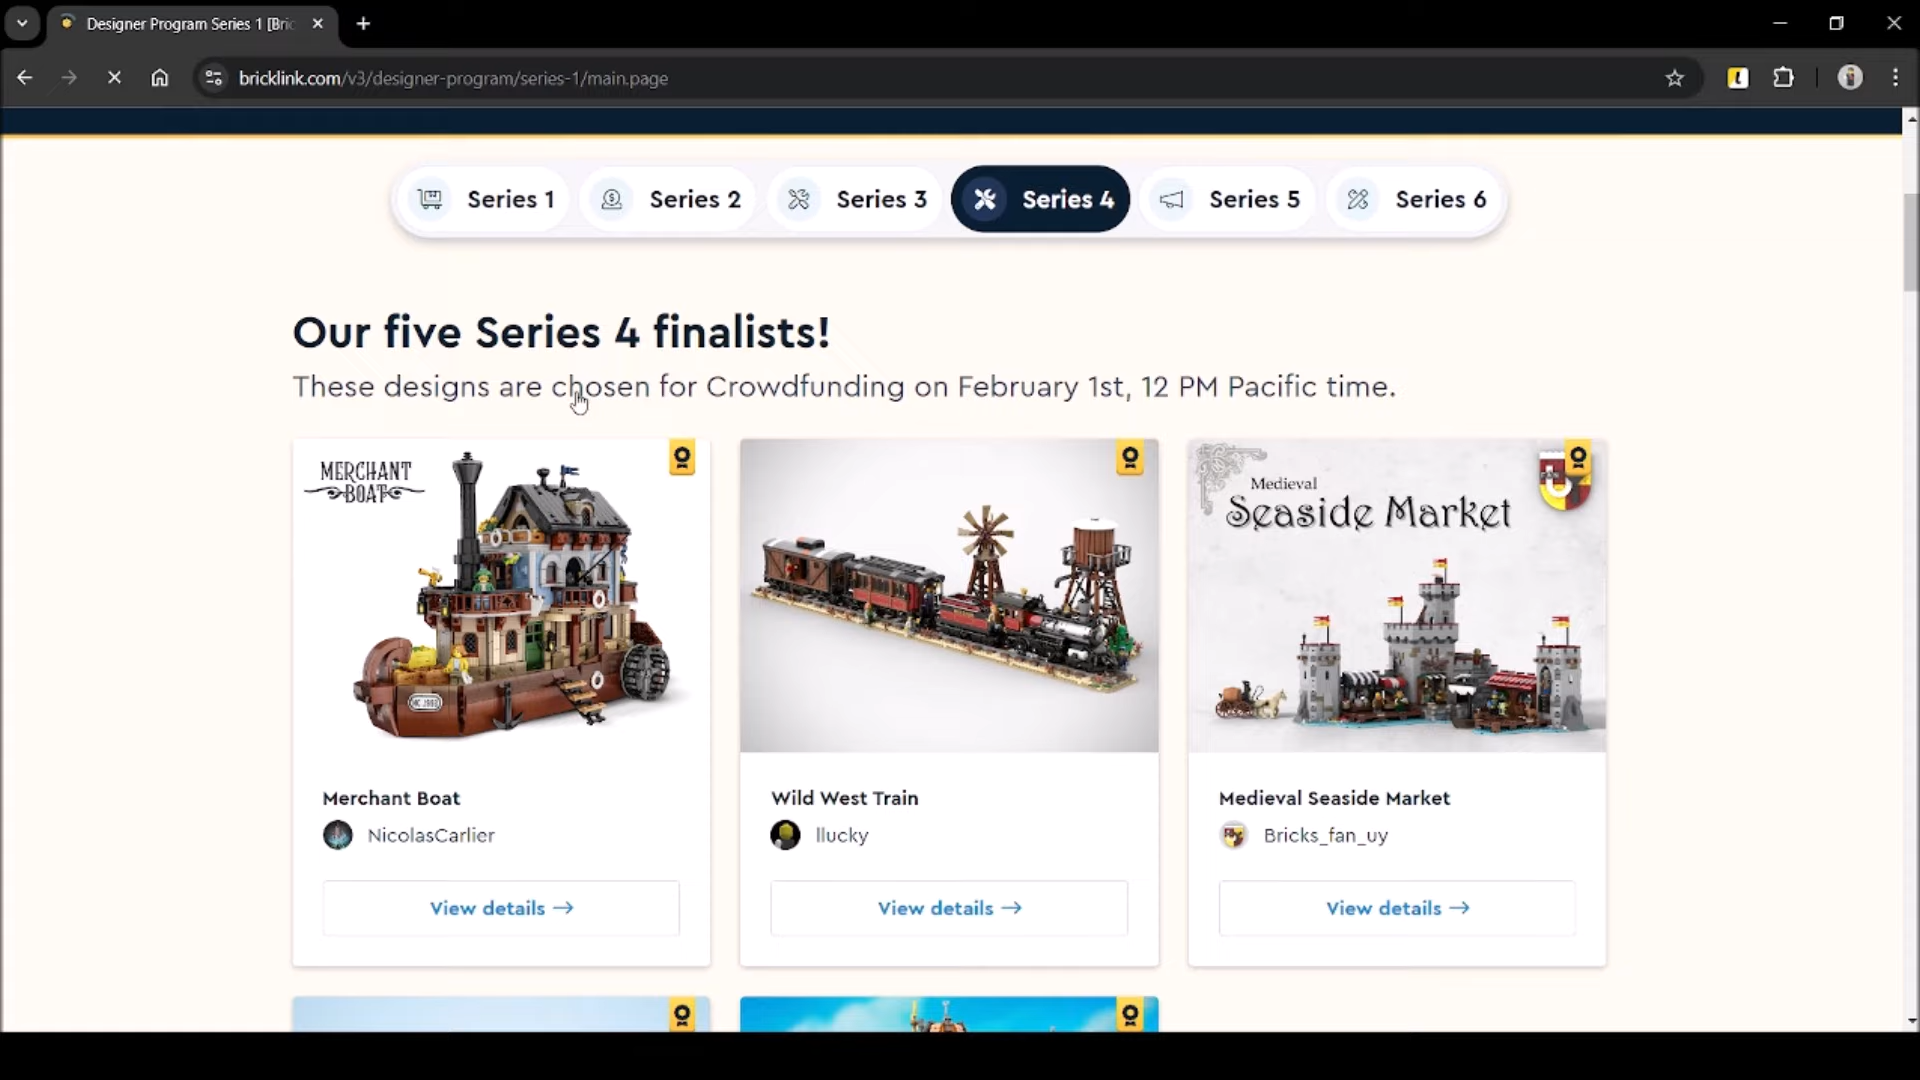 Designer Program Series 1 [Bric
bricklink.com/v3/designer-program/series-1/main.page
Series 1
Series 2
Series 3
Series 4
Series 5
Series 6
Our five Series 4 finalists!
These designs are chosen for Crowdfunding on February 1st, 12 PM Pacific time.
MERCHANT
BOAT
Medieval
Seaside Market
Merchant Boat
NicolasCarlier
View details →
Wild West Train
llucky
View details →
Medieval Seaside Market
Bricks_fan_uy
View details →